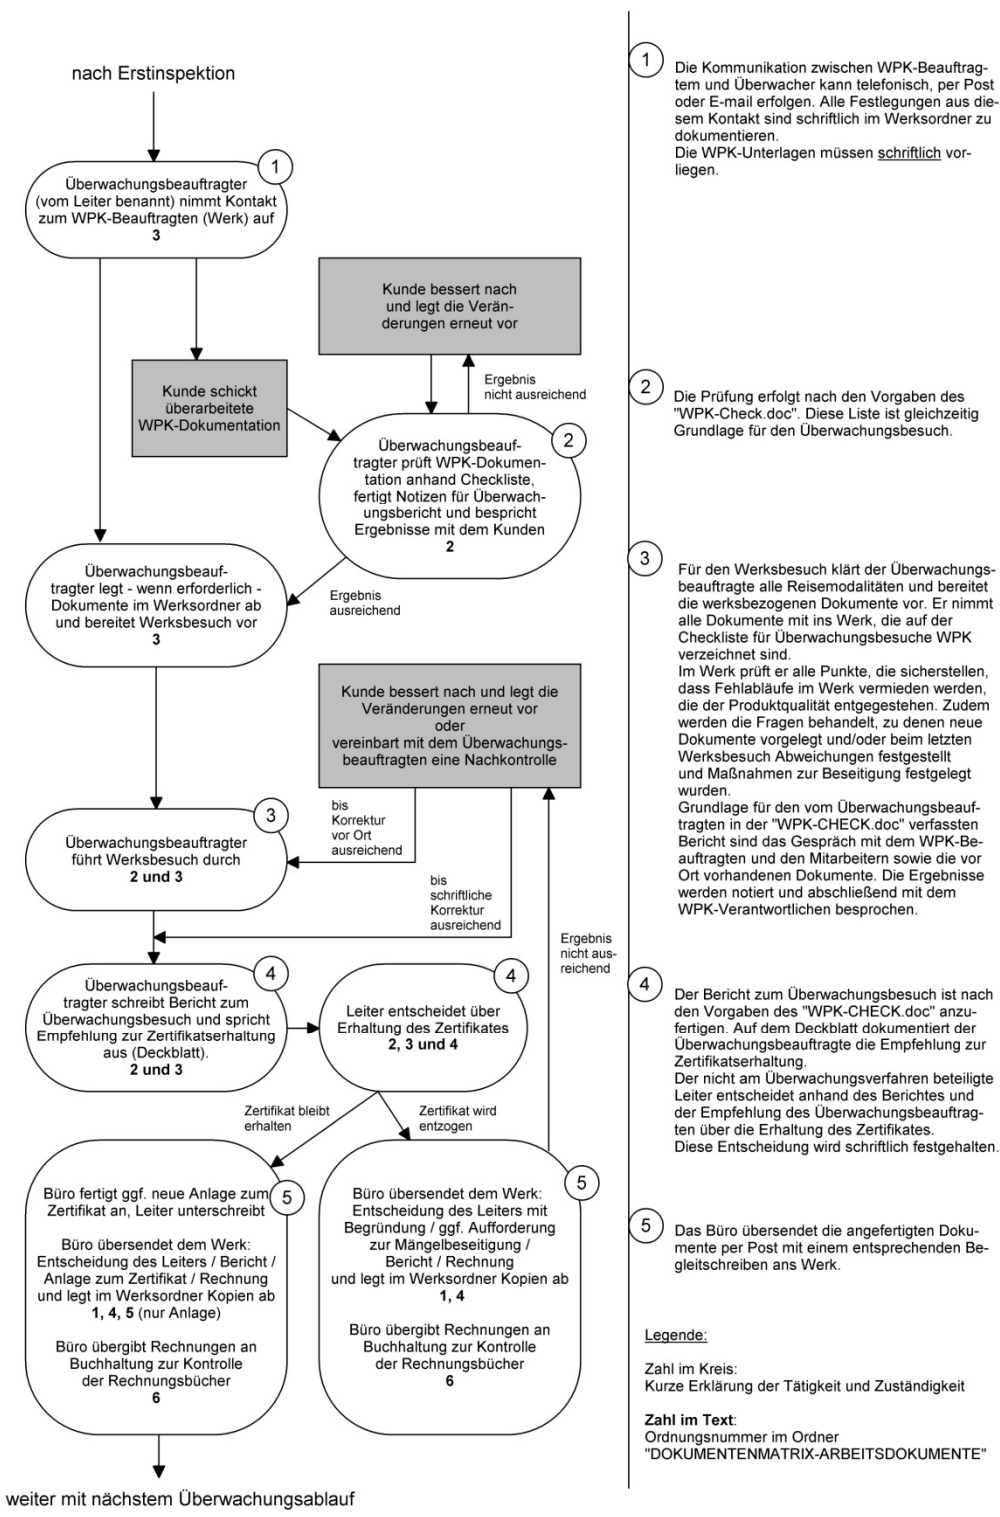 nach Erstinspektion
1
Überwachungsbeauftragter
(vom Leiter benannt) nimmt Kontakt
zum WPK-Beauftragten (Werk) auf
3
Kunde bessert nach
und legt die Verän-
derungen erneut vor
Kunde schickt
überarbeitete
WPK-Dokumentation
Ergebnis
nicht ausreichend
2
Überwachungsbeauf-
tragter prüft WPK-Dokumen-
tation anhand Checkliste,
fertigt Notizen für Überwach-
ungsbericht und bespricht
Ergebnisse mit dem Kunden
2
Überwachungsbeauf-
tragter legt - wenn erforderlich -
Dokumente im Werksordner ab
und bereitet Werksbesuch vor
3
Ergebnis
ausreichend
Kunde bessert nach und legt die
Veränderungen erneut vor
oder
vereinbart mit dem Überwachungs-
beauftragten eine Nachkontrolle
bis
Korrektur
vor Ort
ausreichend
3
Überwachungsbeauftragter
führt Werksbesuch durch
2 und 3
bis
schriftliche
Korrektur
ausreichend
Ergebnis
nicht aus-
reichend
4
Überwachungsbeauf-
tragter schreibt Bericht zum
Überwachungsbesuch und spricht
Empfehlung zur Zertifikatserhaltung
aus (Deckblatt).
2 und 3
4
Leiter entscheidet über
Erhaltung des Zertifikates
2, 3 und 4
Zertifikat bleibt
erhalten
Zertifikat wird
entzogen
5
Büro fertigt ggf. neue Anlage zum
Zertifikat an, Leiter unterschreibt
Büro übersendet dem Werk:
Entscheidung des Leiters / Bericht /
Anlage zum Zertifikat / Rechnung
und legt im Werksordner Kopien ab
1, 4, 5 (nur Anlage)
Büro übergibt Rechnungen an
Buchhaltung zur Kontrolle
der Rechnungsbücher
6
5
Büro übersendet dem Werk:
Entscheidung des Leiters mit
Begründung / ggf. Aufforderung
zur Mängelbeseitigung /
Bericht / Rechnung
und legt im Werksordner Kopien ab
1, 4
Büro übergibt Rechnungen an
Buchhaltung zur Kontrolle
der Rechnungsbücher
6
weiter mit nächstem Überwachungsablauf
1
Die Kommunikation zwischen WPK-Beauftrag-
tem und Überwacher kann telefonisch, per Post
oder E-mail erfolgen. Alle Festlegungen aus die-
sem Kontakt sind schriftlich im Werksordner zu
dokumentieren.
Die WPK-Unterlagen müssen schriftlich vor-
liegen.
2
Die Prüfung erfolgt nach den Vorgaben des
"WPK-Check.doc". Diese Liste ist gleichzeitig
Grundlage für den Überwachungsbesuch.
3
Für den Werksbesuch klärt der Überwachungs-
beauftragte alle Reisemodalitäten und bereitet
die werksbezogenen Dokumente vor. Er nimmt
alle Dokumente mit ins Werk, die auf der
Checkliste für Überwachungsbesuche WPK
verzeichnet sind.
Im Werk prüft er alle Punkte, die sicherstellen,
dass Fehlabläufe im Werk vermieden werden,
die der Produktqualität entgegestehen. Zudem
werden die Fragen behandelt, zu denen neue
Dokumente vorgelegt und/oder beim letzten
Werksbesuch Abweichungen festgestellt
und Maßnahmen zur Beseitigung festgelegt
wurden.
Grundlage für den vom Überwachungsbeauf-
tragten in der "WPK-CHECK.doc" verfassten
Bericht sind das Gespräch mit dem WPK-Be-
auftragten und den Mitarbeitern sowie die vor
Ort vorhandenen Dokumente. Die Ergebnisse
werden notiert und abschließend mit dem
WPK-Verantwortlichen besprochen.
4
Der Bericht zum Überwachungsbesuch ist nach
den Vorgaben des "WPK-CHECK.doc" anzu-
fertigen. Auf dem Deckblatt dokumentiert der
Überwachungsbeauftragte die Empfehlung zur
Zertifikatserhaltung.
Der nicht am Überwachungsverfahren beteiligte
Leiter entscheidet anhand des Berichtes und
der Empfehlung des Überwachungsbeauftrag-
ten über die Erhaltung des Zertifikates.
Diese Entscheidung wird schriftlich festgehalten.
5
Das Büro übersendet die angefertigten Doku-
mente per Post mit einem entsprechenden Be-
gleitschreiben ans Werk.
Legende:
Zahl im Kreis:
Kurze Erklärung der Tätigkeit und Zuständigkeit
Zahl im Text:
Ordnungsnummer im Ordner
"DOKUMENTENMATRIX-ARBEITSDOKUMENTE"